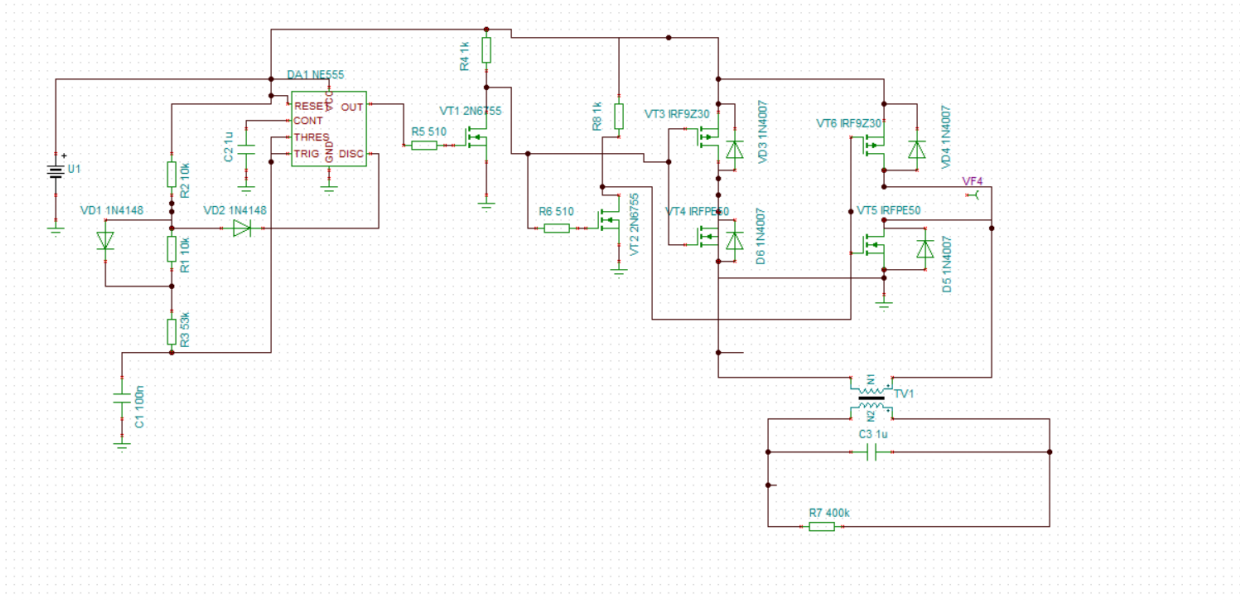 R4 1k
DA1 NE555
VCC
RESET
OUT
CONT
THRES
TRIG
DISC
GND
VT1 2N6755
R5 510
R8 1k
VT3 IRF9Z30
VD3 1N4007
VT6 IRF9Z30
VD4 1N4007
U1
+
C2 1u
R2 10k
VF4
VD1 1N4148
VD2 1N4148
R6 510
VT2 2N6755
VT4 IRFPE50
D6 1N4007
VT5 IRFPE50
D5 1N4007
R1 10k
R3 53k
C1 100n
N1
TV1
N2
C3 1u
R7 400k